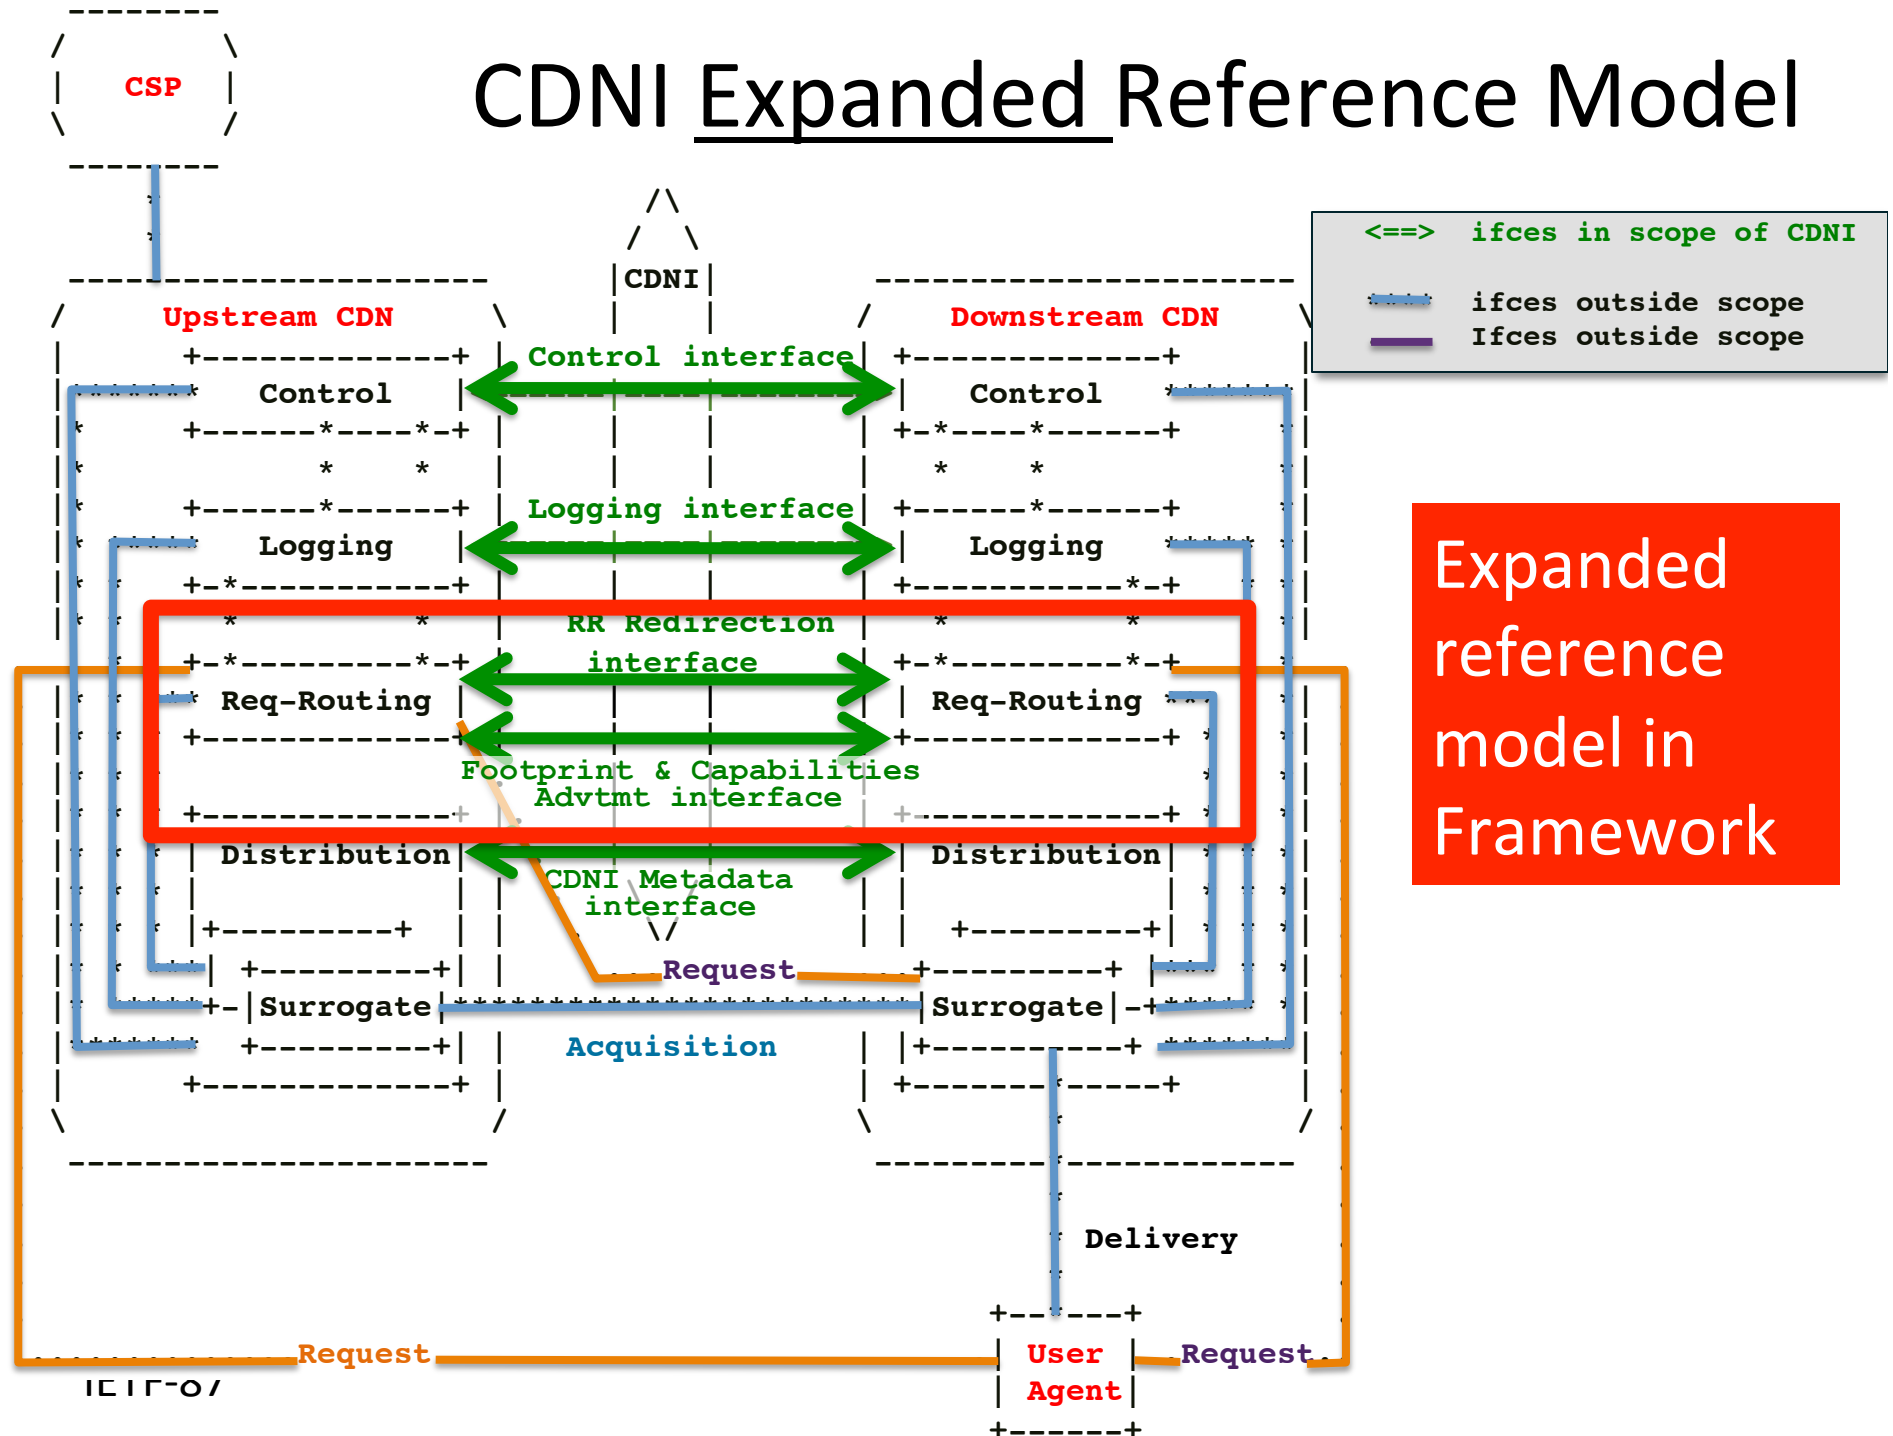 CSP
CDNI Expanded Reference Model
<==> ifces in scope of CDNI
**** ifces outside scope
Ifces outside scope
CDNI
Upstream CDN
Downstream CDN
Control interface
Control
Control
Logging interface
Logging
Logging
RR Redirection
interface
Req-Routing
Req-Routing
Footprint & Capabilities
Advtmt interface
Distribution
Distribution
CDNI Metadata
interface
Request
Surrogate
Surrogate
Acquisition
Expanded
reference
model in
Framework
Delivery
Request
User
Agent
Request
IETF-87